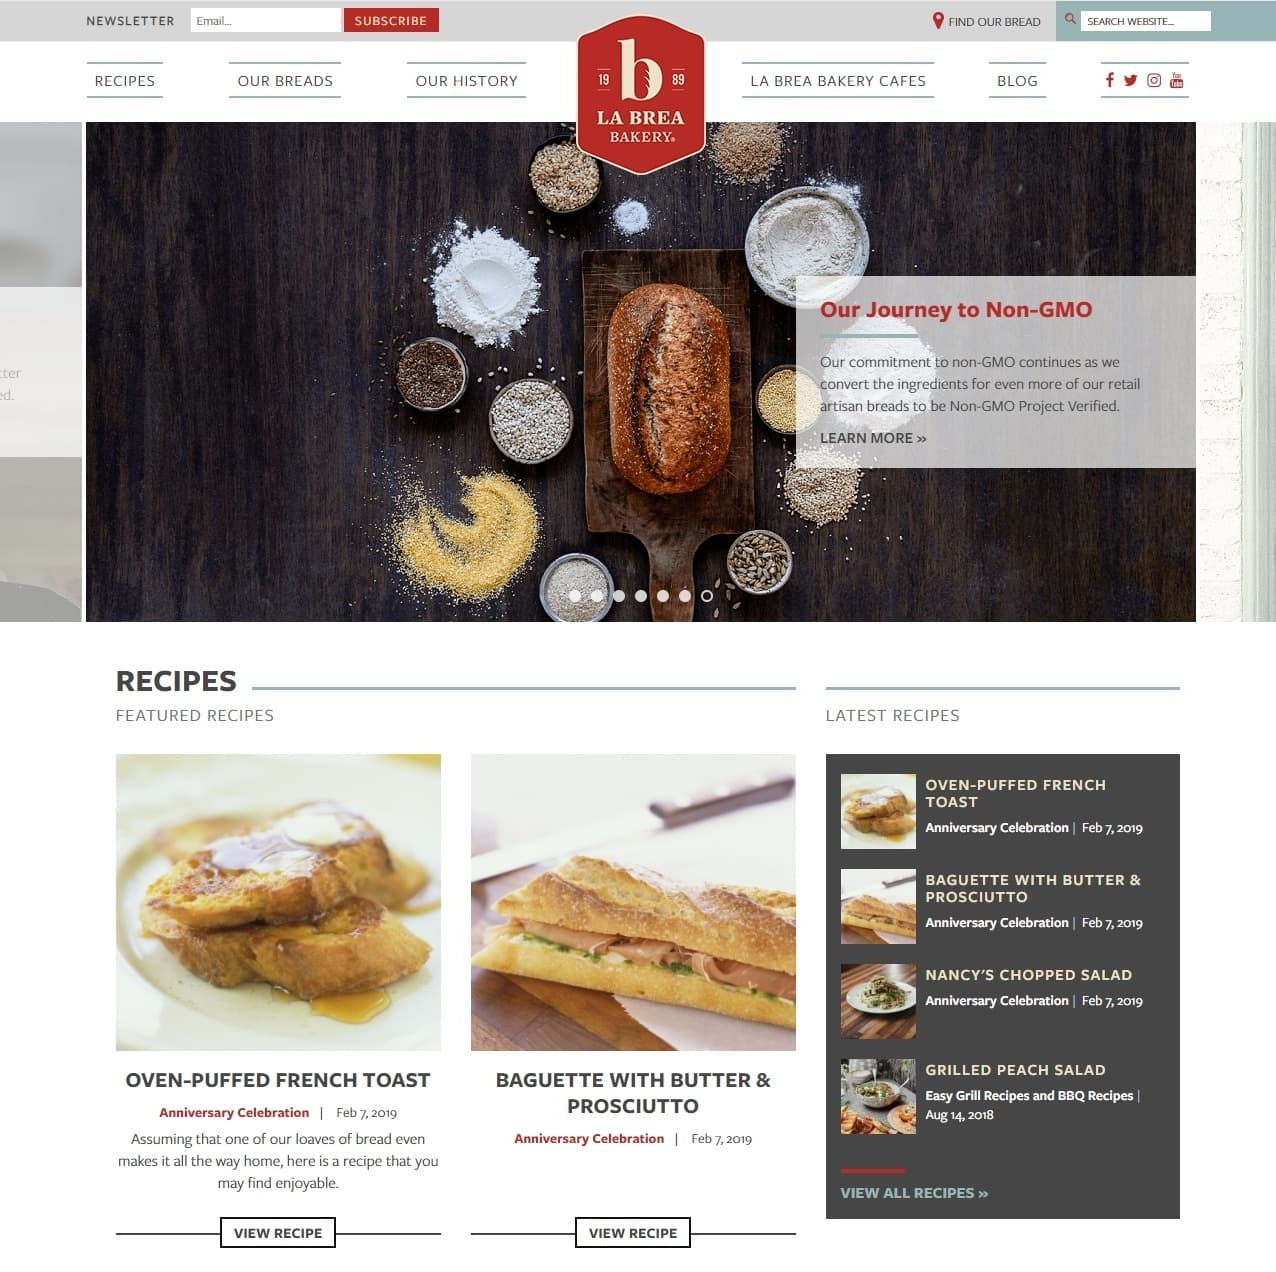 NEWSLETTER
Email...
SUBSCRIBE
FIND OUR BREAD
SEARCH WEBSITE...
RECIPES
OUR BREADS
OUR HISTORY
b
19 89
LA BREA
BAKERY®
LA BREA BAKERY CAFES
BLOG
You
Tube
tter
ed.
Our Journey to Non-GMO
Our commitment to non-GMO continues as we
convert the ingredients for even more of our retail
artisan breads to be Non-GMO Project Verified.
LEARN MORE »
RECIPES
FEATURED RECIPES
OVEN-PUFFED FRENCH TOAST
Anniversary Celebration | Feb 7, 2019
Assuming that one of our loaves of bread even
makes it all the way home, here is a recipe that you
may find enjoyable.
VIEW RECIPE
BAGUETTE WITH BUTTER &
PROSCIUTTO
Anniversary Celebration | Feb 7, 2019
VIEW RECIPE
LATEST RECIPES
OVEN-PUFFED FRENCH
TOAST
Anniversary Celebration | Feb 7, 2019
BAGUETTE WITH BUTTER &
PROSCIUTTO
Anniversary Celebration | Feb 7, 2019
NANCY'S CHOPPED SALAD
Anniversary Celebration | Feb 7, 2019
GRILLED PEACH SALAD
Easy Grill Recipes and BBQ Recipes |
Aug 14, 2018
VIEW ALL RECIPES »